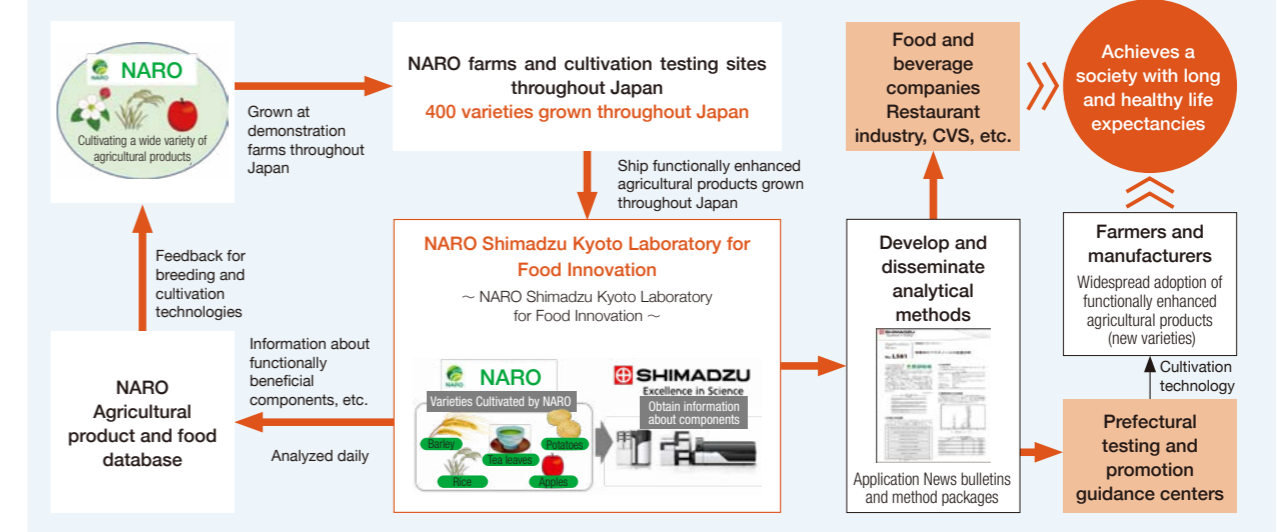 NARO
NARO
Cultivating a wide variety of
agricultural products
Grown at
demonstration
farms throughout
Japan
NARO farms and cultivation testing sites
throughout Japan
400 varieties grown throughout Japan
Ship functionally enhanced
agricultural products grown
throughout Japan
Food and
beverage
companies
Restaurant
industry, CVS, etc.
Achieves a
society with long
and healthy life
expectancies
Feedback for
breeding and
cultivation
technologies
NARO
Agricultural
product and food
database
Information about
functionally
beneficial
components, etc.
Analyzed daily
NARO Shimadzu Kyoto Laboratory for
Food Innovation
～ NARO Shimadzu Kyoto Laboratory
for Food Innovation ～
NARO
NARO
Varieties Cultivated by NARO
Barley
Tea leaves
Potatoes
Rice
Apples
SHIMADZU
Excellence in Science
Obtain information
about components
Develop and
disseminate
analytical
methods
SHIMADZU
No. L561
Application News bulletins
and method packages
Farmers and
manufacturers
Widespread adoption of
functionally enhanced
agricultural products
(new varieties)
Cultivation
technology
Prefectural
testing and
promotion
guidance centers